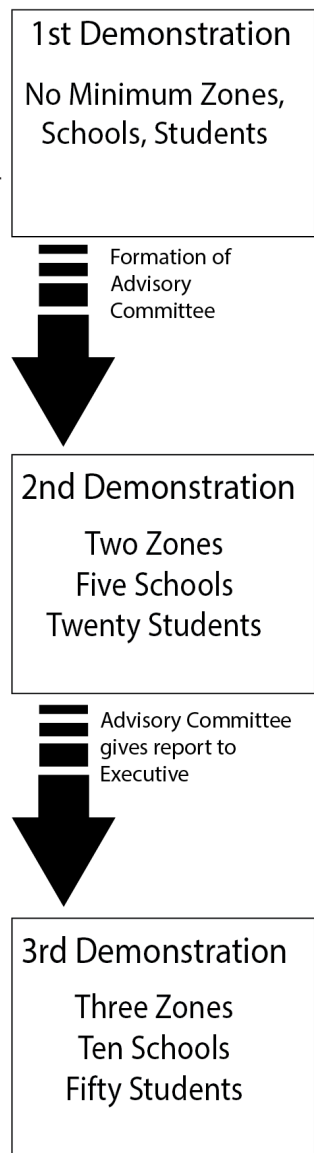 1st Demonstration
No Minimum Zones,
Schools, Students
Formation of
Advisory
Committee
2nd Demonstration
Two Zones
Five Schools
Twenty Students
Advisory Committee
gives report to
Executive
3rd Demonstration
Three Zones
Ten Schools
Fifty Students